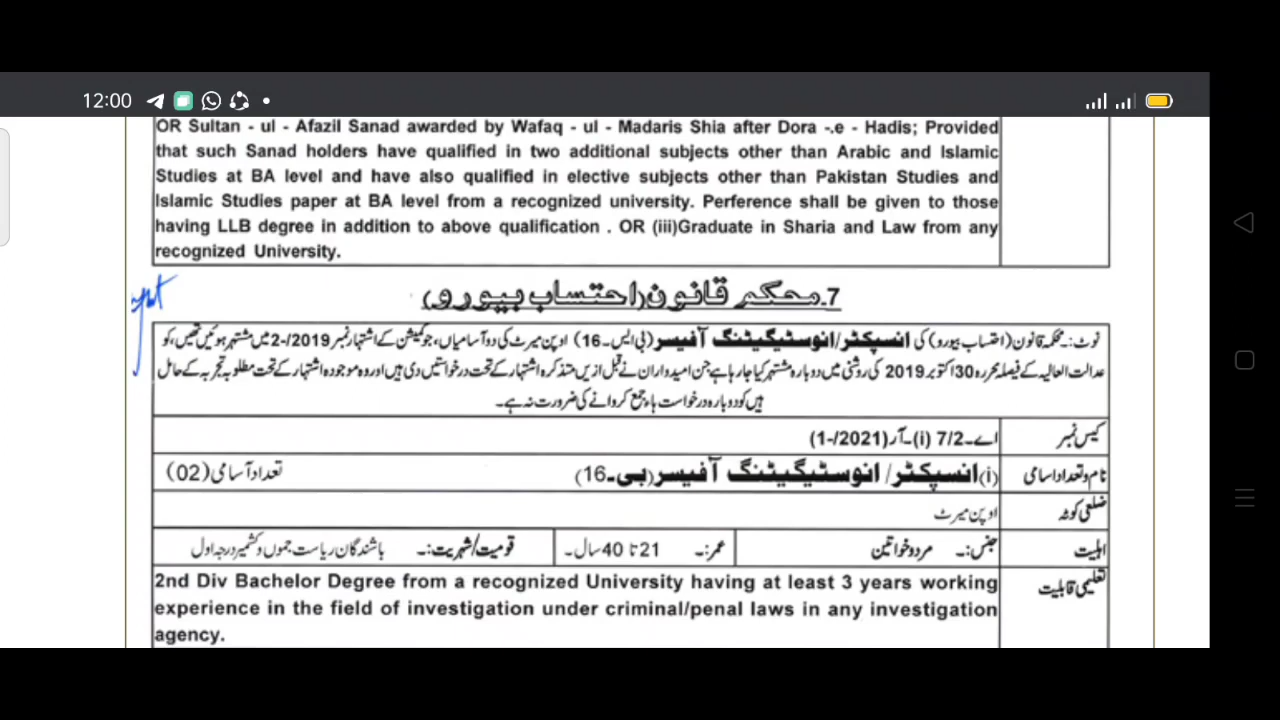 12:00
OR Sultan - ul - Afazil Sanad awarded by Wafaq - ul - Madaris Shia after Dora -.e - Hadis; Provided
that such Sanad holders have qualified in two additional subjects other than Arabic and Islamic
Studies at BA level and have also qualified in elective subjects other than Pakistan Studies and
Islamic Studies paper at BA level from a recognized university. Perference shall be given to those
having LLB degree in addition to above qualification . OR (iii)Graduate in Sharia and Law from any
recognized University.
7.محکمہ قانون(احتساب بیورو)
نوٹ:۔محکمہ قانون(احتساب بیورو) کی انسپکٹر/انوسٹیگیٹنگ آفیسر(بی ایس۔16) اوپن میرٹ کی دو آسامیاں، جو کمیشن کے اشتہار نمبر 2019/-2 میں مشتہر ہوئیں تھیں، کو
عدالت العالیہ کے فیصلہ محررہ 30 اکتوبر 2019 کی روشنی میں دوبارہ مشتہر کیا جا رہا ہے جن امیدواران نے قبل ازیں متذکرہ اشتہار کے تحت درخواستیں دی ہیں اور وہ موجودہ اشتہار کے تحت مطلوبہ تجربہ کے حامل
ہیں کو دوبارہ درخواست ہاء جمع کروانے کی ضرورت نہ ہے۔
کیس نمبر اے۔7/2 (i)۔آر(2021/-1)
نام و تعداد اسامی (i)انسپکٹر/ انوسٹیگیٹنگ آفیسر(بی۔16) تعداد آسامی (02)
ضلعی کوٹہ اوپن میرٹ
اہلیت جنس:۔ مرد و خواتین عمر:۔ 21 تا 40 سال۔ قومیت/شہریت:۔ باشندگان ریاست جموں و کشمیر درجہ اول
تعلیمی قابلیت 2nd Div Bachelor Degree from a recognized University having at least 3 years working
experience in the field of investigation under criminal/penal laws in any investigation
agency.